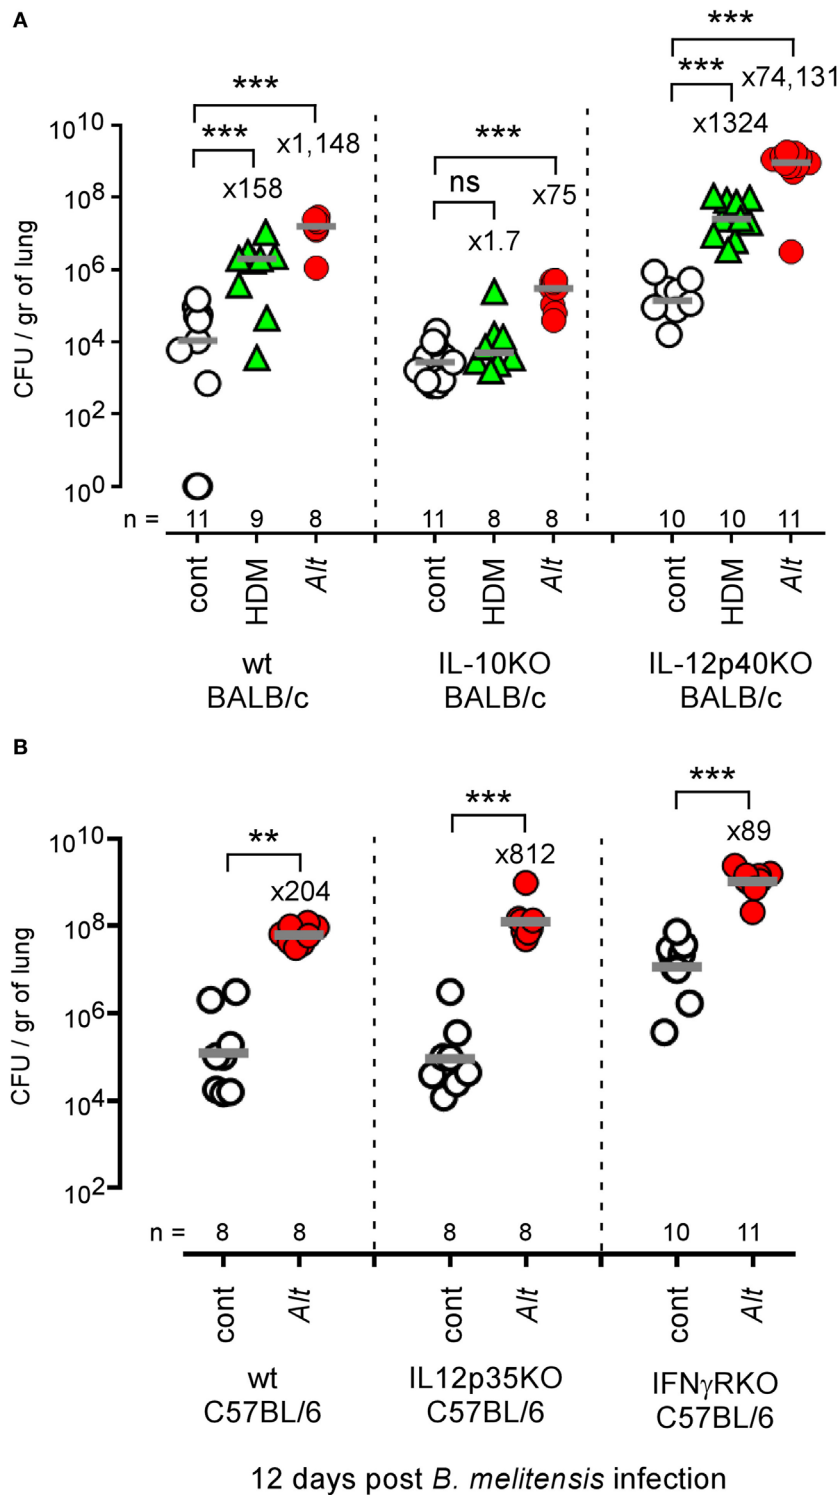 A
***
***
x74,131
x1324
***
***
x1,148
x158
***
ns
x75
x1.7
CFU / gr of lung
10^10
10^8
10^6
10^4
10^2
10^0
n = 11 9 8 11 8 8 10 10 11
cont HDM Alt cont HDM Alt cont HDM Alt
wt IL-10KO IL-12p40KO
BALB/c BALB/c BALB/c
B
*** 
x89
***
x812
**
x204
CFU / gr of lung
10^10
10^8
10^6
10^4
10^2
n = 8 8 8 8 10 11
cont Alt cont Alt cont Alt
wt IL12p35KO IFNγRKO
C57BL/6 C57BL/6 C57BL/6
12 days post B. melitensis infection